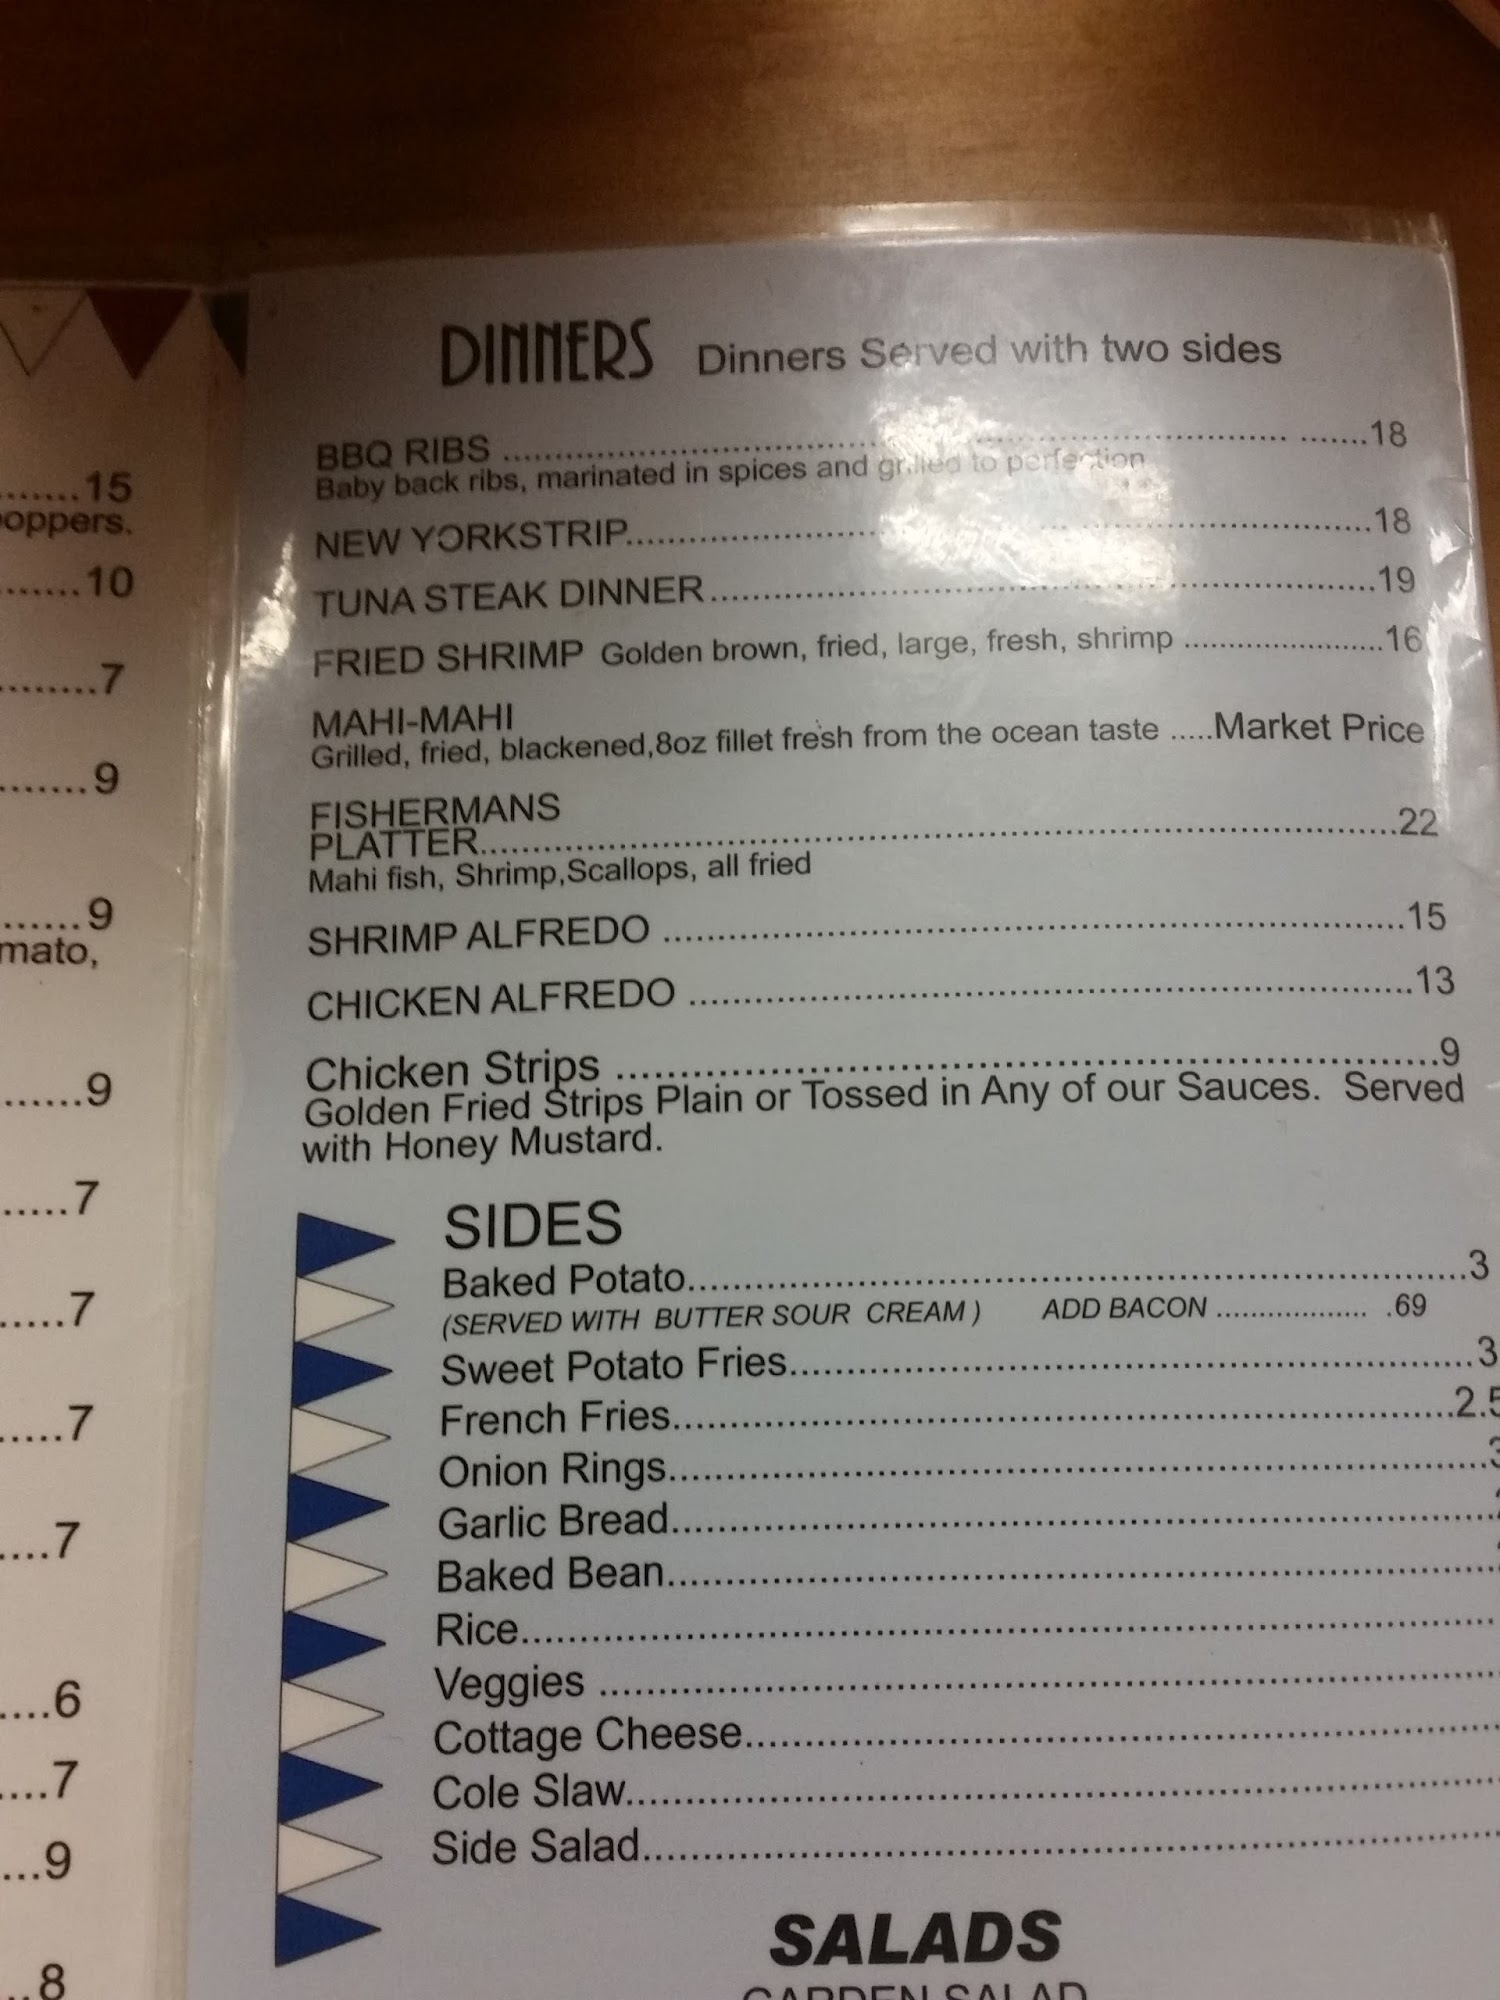 .......15
oppers.
.......10
........7
.......9
......9
mato,
......9
.....7
.....7
.....7
....7
....6
....7
...9
..8
DINNERS Dinners Served with two sides
BBQ RIBS ........18
Baby back ribs, marinated in spices and grilled to perfection
NEW YORKSTRIP........18
TUNA STEAK DINNER........19
FRIED SHRIMP Golden brown, fried, large, fresh, shrimp ........16
MAHI-MAHI
Grilled, fried, blackened,8oz fillet fresh from the ocean taste .....Market Price
FISHERMANS
PLATTER........22
Mahi fish, Shrimp,Scallops, all fried
SHRIMP ALFREDO ........15
CHICKEN ALFREDO ........13
Chicken Strips ........9
Golden Fried Strips Plain or Tossed in Any of our Sauces. Served
with Honey Mustard.
SIDES
Baked Potato........3
(SERVED WITH BUTTER SOUR CREAM ) ADD BACON ........ .69
Sweet Potato Fries........3
French Fries........2.5
Onion Rings........3
Garlic Bread........
Baked Bean........
Rice........
Veggies ........
Cottage Cheese........
Cole Slaw........
Side Salad........
SALADS
GARDEN SALAD